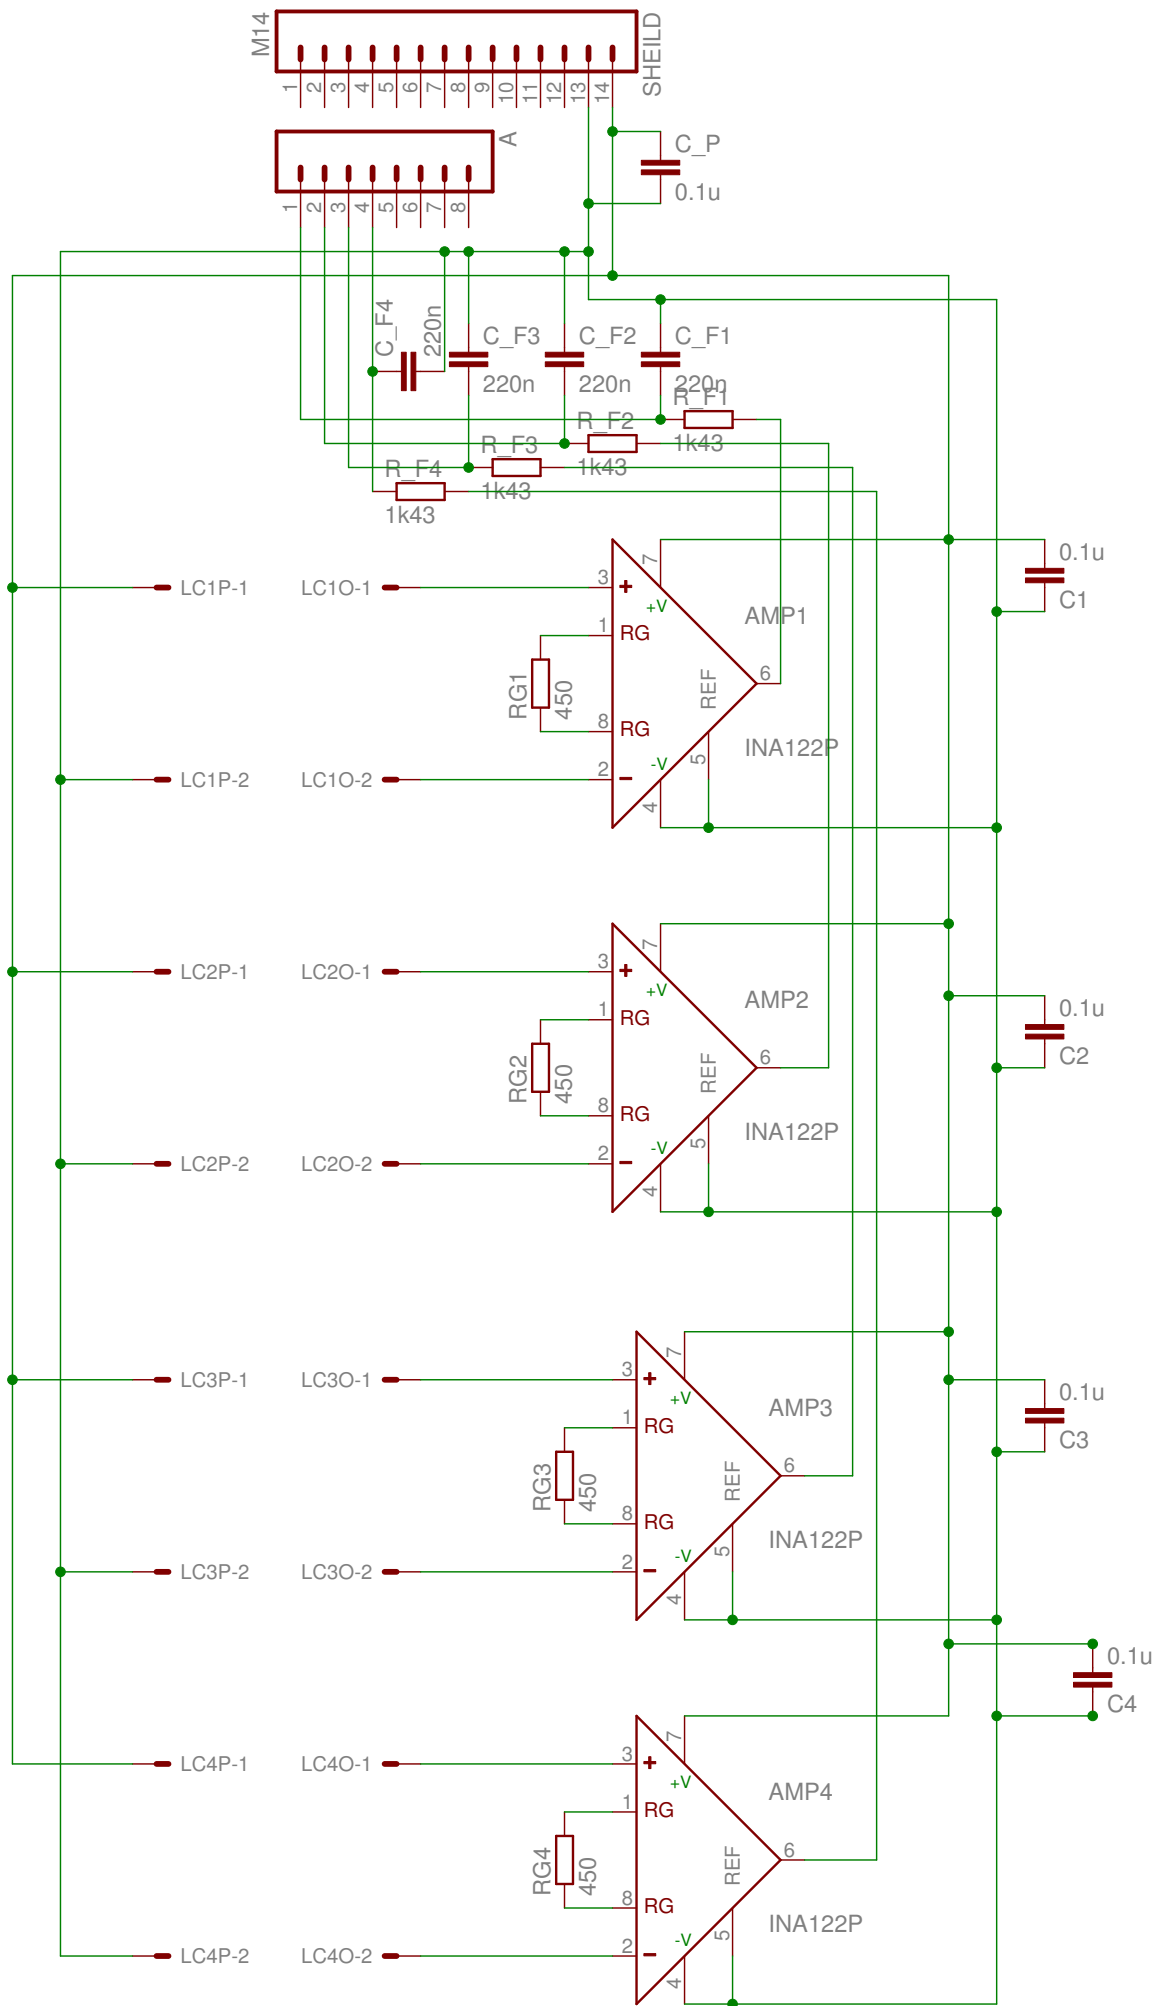 M14
SHEILD
1 2 3 4 5 6 7 8 9 10 11 12 13 14
A
1 2 3 4 5 6 7 8
C_P
0.1u
C_F4
220n
C_F3
220n
C_F2
220n
C_F1
220n
R_F1
1k43
R_F2
1k43
R_F3
1k43
R_F4
1k43
LC1P-1
LC1O-1
3
+
7
+V
AMP1
0.1u
C1
1
RG
RG1
450
REF
6
8
RG
INA122P
LC1P-2
LC1O-2
2
–
-V
5
4
LC2P-1
LC2O-1
3
+
7
+V
AMP2
0.1u
C2
1
RG
RG2
450
REF
6
8
RG
INA122P
LC2P-2
LC2O-2
2
–
-V
5
4
LC3P-1
LC3O-1
3
+
7
+V
AMP3
0.1u
C3
1
RG
RG3
450
REF
6
8
RG
INA122P
LC3P-2
LC3O-2
2
–
-V
5
4
0.1u
C4
LC4P-1
LC4O-1
3
+
7
+V
AMP4
1
RG
RG4
450
REF
6
8
RG
INA122P
LC4P-2
LC4O-2
2
–
-V
5
4